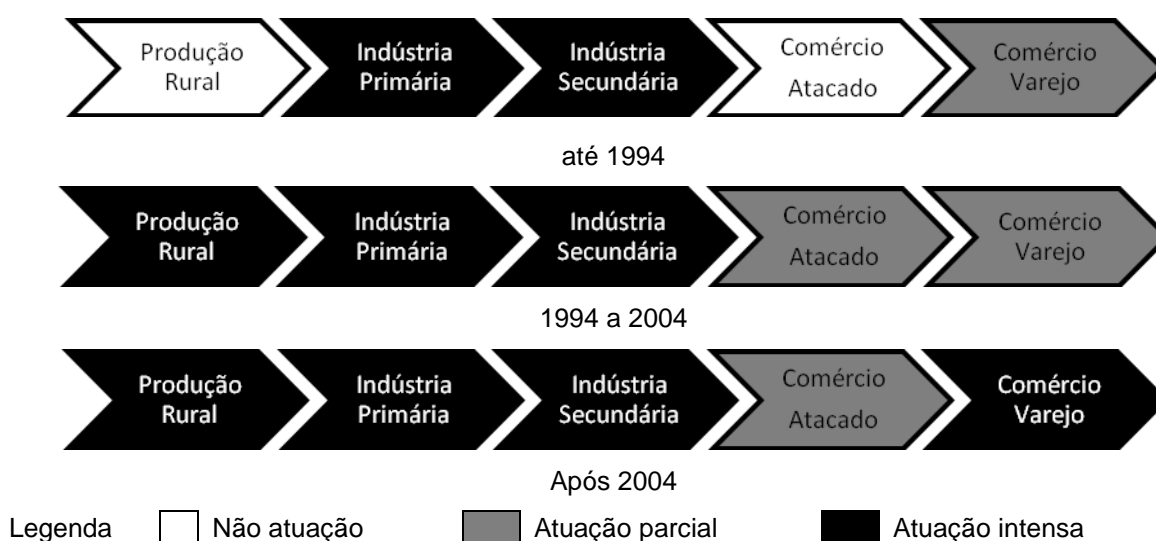 Produção
Rural
Indústria
Primária
Indústria
Secundária
Comércio
Atacado
Comércio
Varejo
até 1994
Produção
Rural
Indústria
Primária
Indústria
Secundária
Comércio
Atacado
Comércio
Varejo
1994 a 2004
Produção
Rural
Indústria
Primária
Indústria
Secundária
Comércio
Atacado
Comércio
Varejo
Após 2004
Legenda Não atuação Atuação parcial Atuação intensa